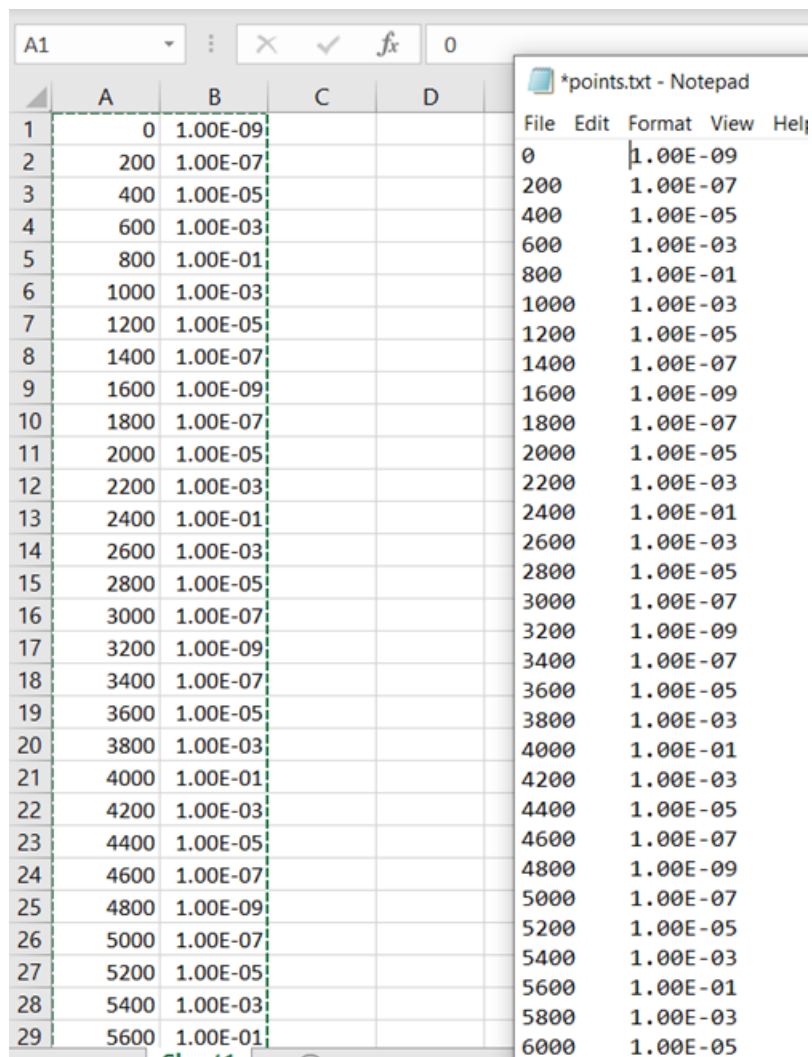 A1 fx 0
A B C D
1 0 1.00E-09
2 200 1.00E-07
3 400 1.00E-05
4 600 1.00E-03
5 800 1.00E-01
6 1000 1.00E-03
7 1200 1.00E-05
8 1400 1.00E-07
9 1600 1.00E-09
10 1800 1.00E-07
11 2000 1.00E-05
12 2200 1.00E-03
13 2400 1.00E-01
14 2600 1.00E-03
15 2800 1.00E-05
16 3000 1.00E-07
17 3200 1.00E-09
18 3400 1.00E-07
19 3600 1.00E-05
20 3800 1.00E-03
21 4000 1.00E-01
22 4200 1.00E-03
23 4400 1.00E-05
24 4600 1.00E-07
25 4800 1.00E-09
26 5000 1.00E-07
27 5200 1.00E-05
28 5400 1.00E-03
29 5600 1.00E-01
*points.txt - Notepad
File Edit Format View Help
0 1.00E-09
200 1.00E-07
400 1.00E-05
600 1.00E-03
800 1.00E-01
1000 1.00E-03
1200 1.00E-05
1400 1.00E-07
1600 1.00E-09
1800 1.00E-07
2000 1.00E-05
2200 1.00E-03
2400 1.00E-01
2600 1.00E-03
2800 1.00E-05
3000 1.00E-07
3200 1.00E-09
3400 1.00E-07
3600 1.00E-05
3800 1.00E-03
4000 1.00E-01
4200 1.00E-03
4400 1.00E-05
4600 1.00E-07
4800 1.00E-09
5000 1.00E-07
5200 1.00E-05
5400 1.00E-03
5600 1.00E-01
5800 1.00E-03
6000 1.00E-05